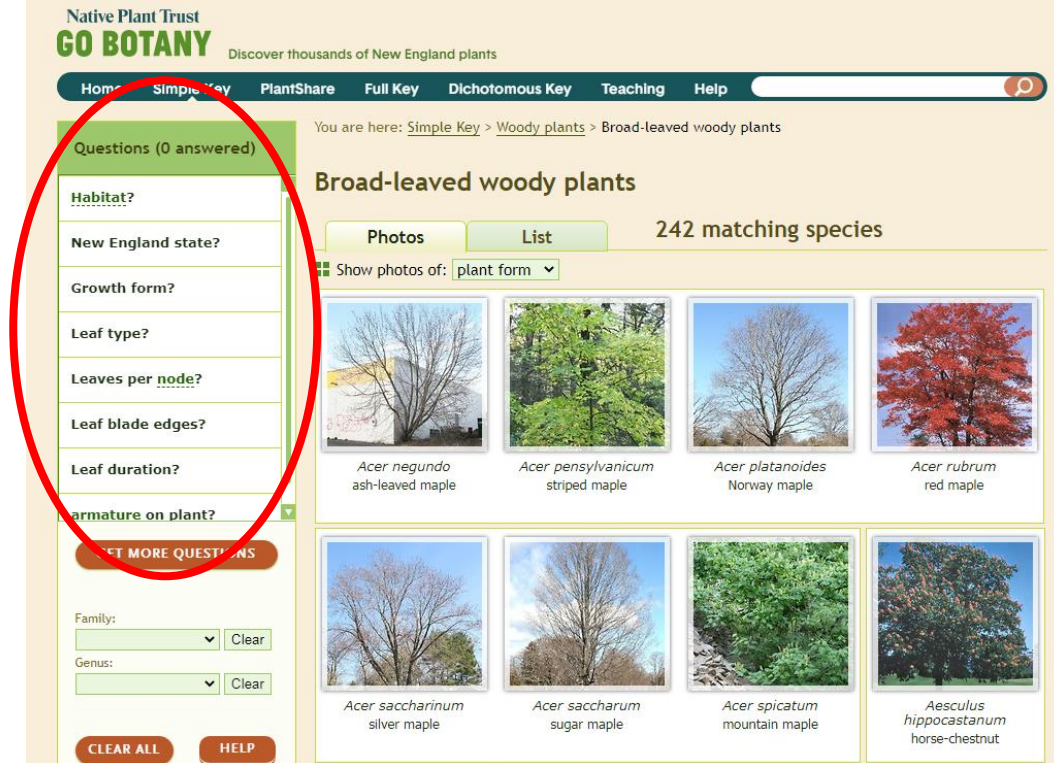 Native Plant Trust
GO BOTANY
Discover thousands of New England plants
Home Simple Key PlantShare Full Key Dichotomous Key Teaching Help
You are here: Simple Key > Woody plants > Broad-leaved woody plants
Questions (0 answered)
Habitat?
New England state?
Growth form?
Leaf type?
Leaves per node?
Leaf blade edges?
Leaf duration?
armature on plant?
GET MORE QUESTIONS
Family:
Clear
Genus:
Clear
CLEAR ALL HELP
Broad-leaved woody plants
Photos List 242 matching species
Show photos of: plant form
Acer negundo
ash-leaved maple
Acer pensylvanicum
striped maple
Acer platanoides
Norway maple
Acer rubrum
red maple
Acer saccharinum
silver maple
Acer saccharum
sugar maple
Acer spicatum
mountain maple
Aesculus
hippocastanum
horse-chestnut